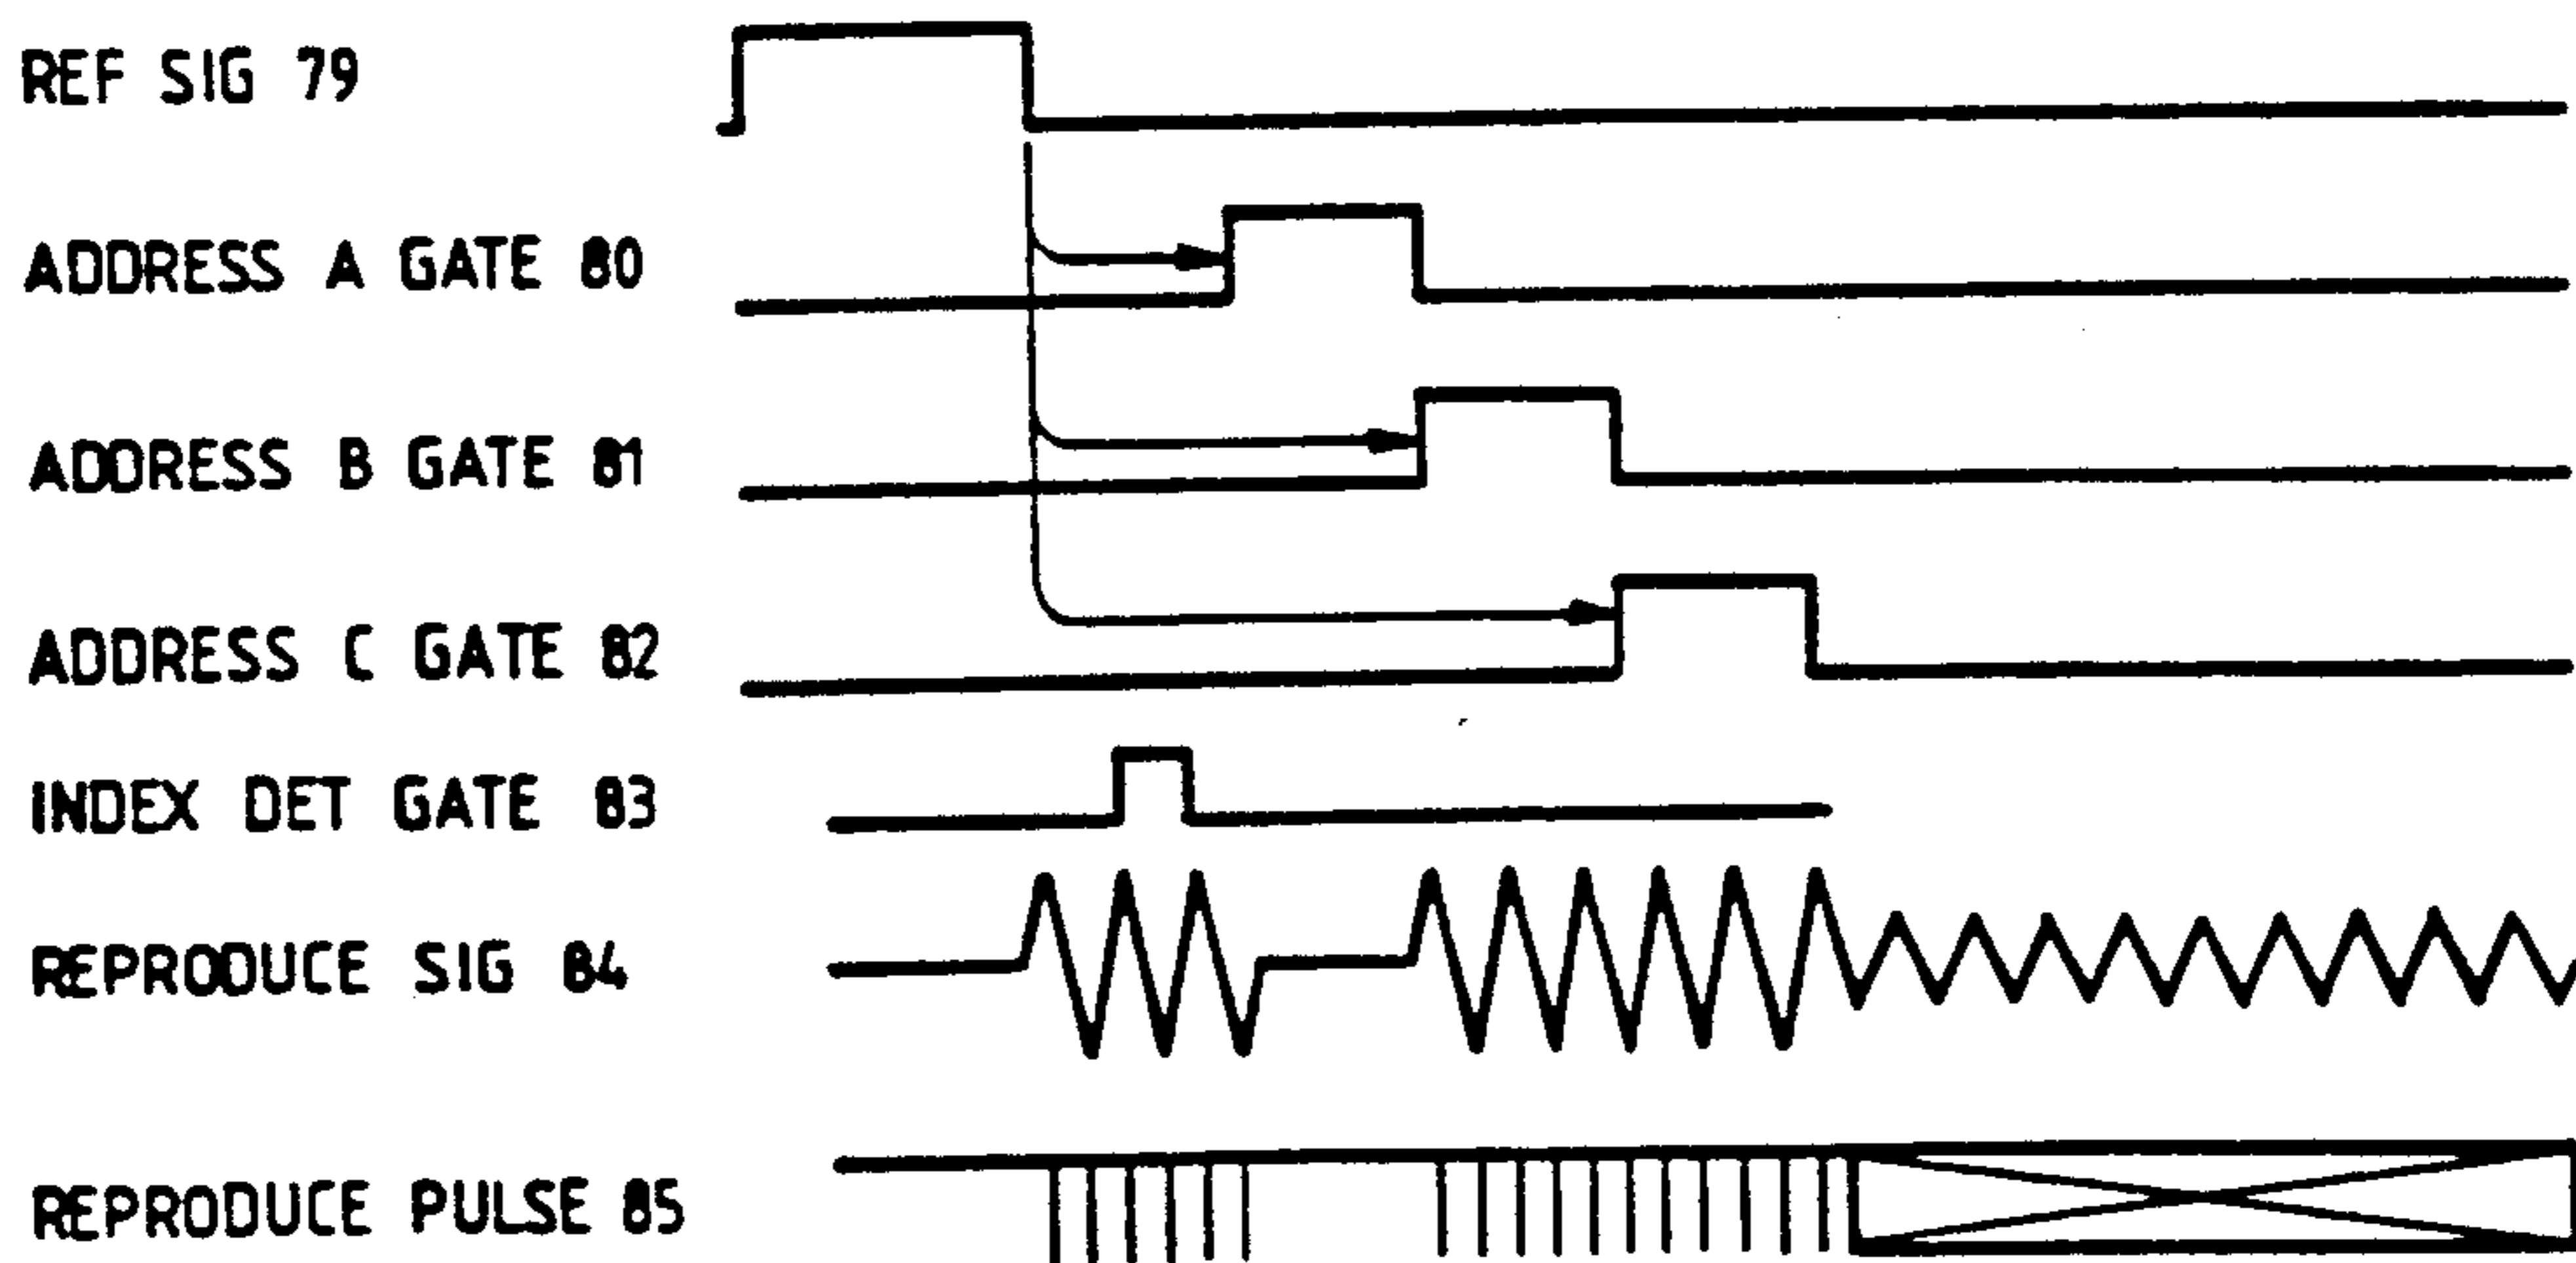 REF SIG 79
ADDRESS A GATE 80
ADDRESS B GATE 81
ADDRESS C GATE 82
INDEX DET GATE 83
REPRODUCE SIG 84
REPRODUCE PULSE 85